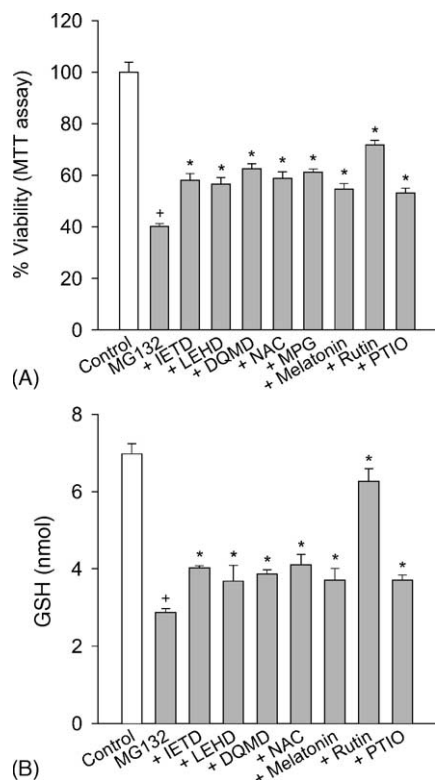 120
100
80
60
40
20
0
% Viability (MTT assay)
+
*
*
*
*
*
*
*
*
Control
MG132
+ IETD
+ LEHD
+ DQMD
+ NAC
+ MPG
+ Melatonin
+ Rutin
+ PTIO
(A)
8
6
4
2
0
GSH (nmol)
+
*
*
*
*
*
*
*
Control
MG132
+ IETD
+ LEHD
+ DQMD
+ NAC
+ Melatonin
+ Rutin
+ PTIO
(B)